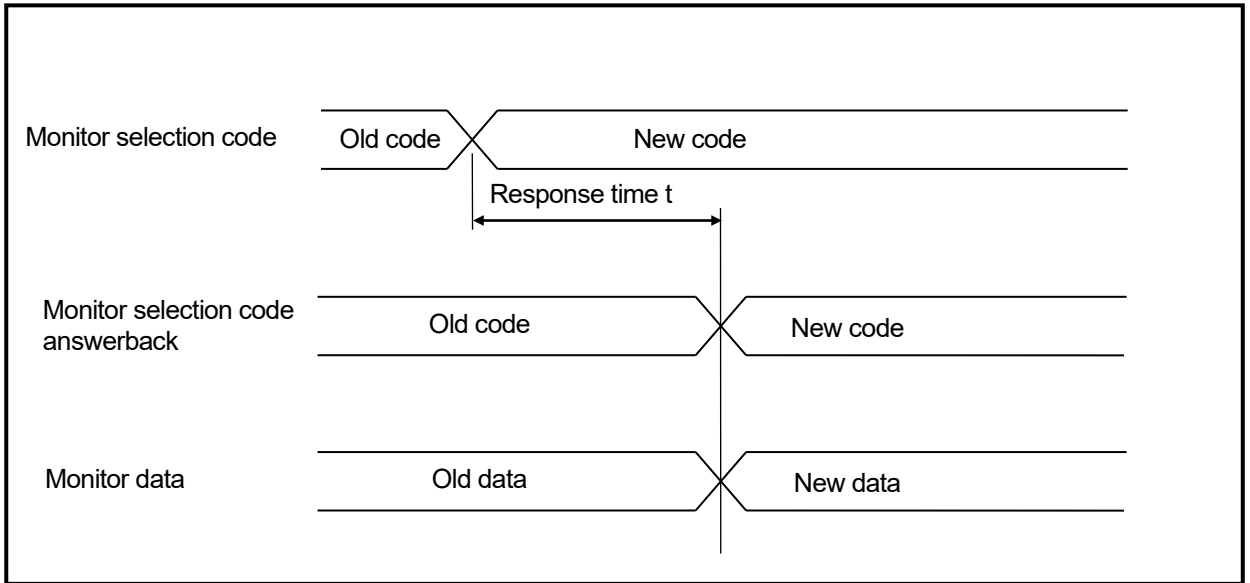 Monitor selection code
Old code
New code
Response time t
Monitor selection code
answerback
Old code
New code
Monitor data
Old data
New data